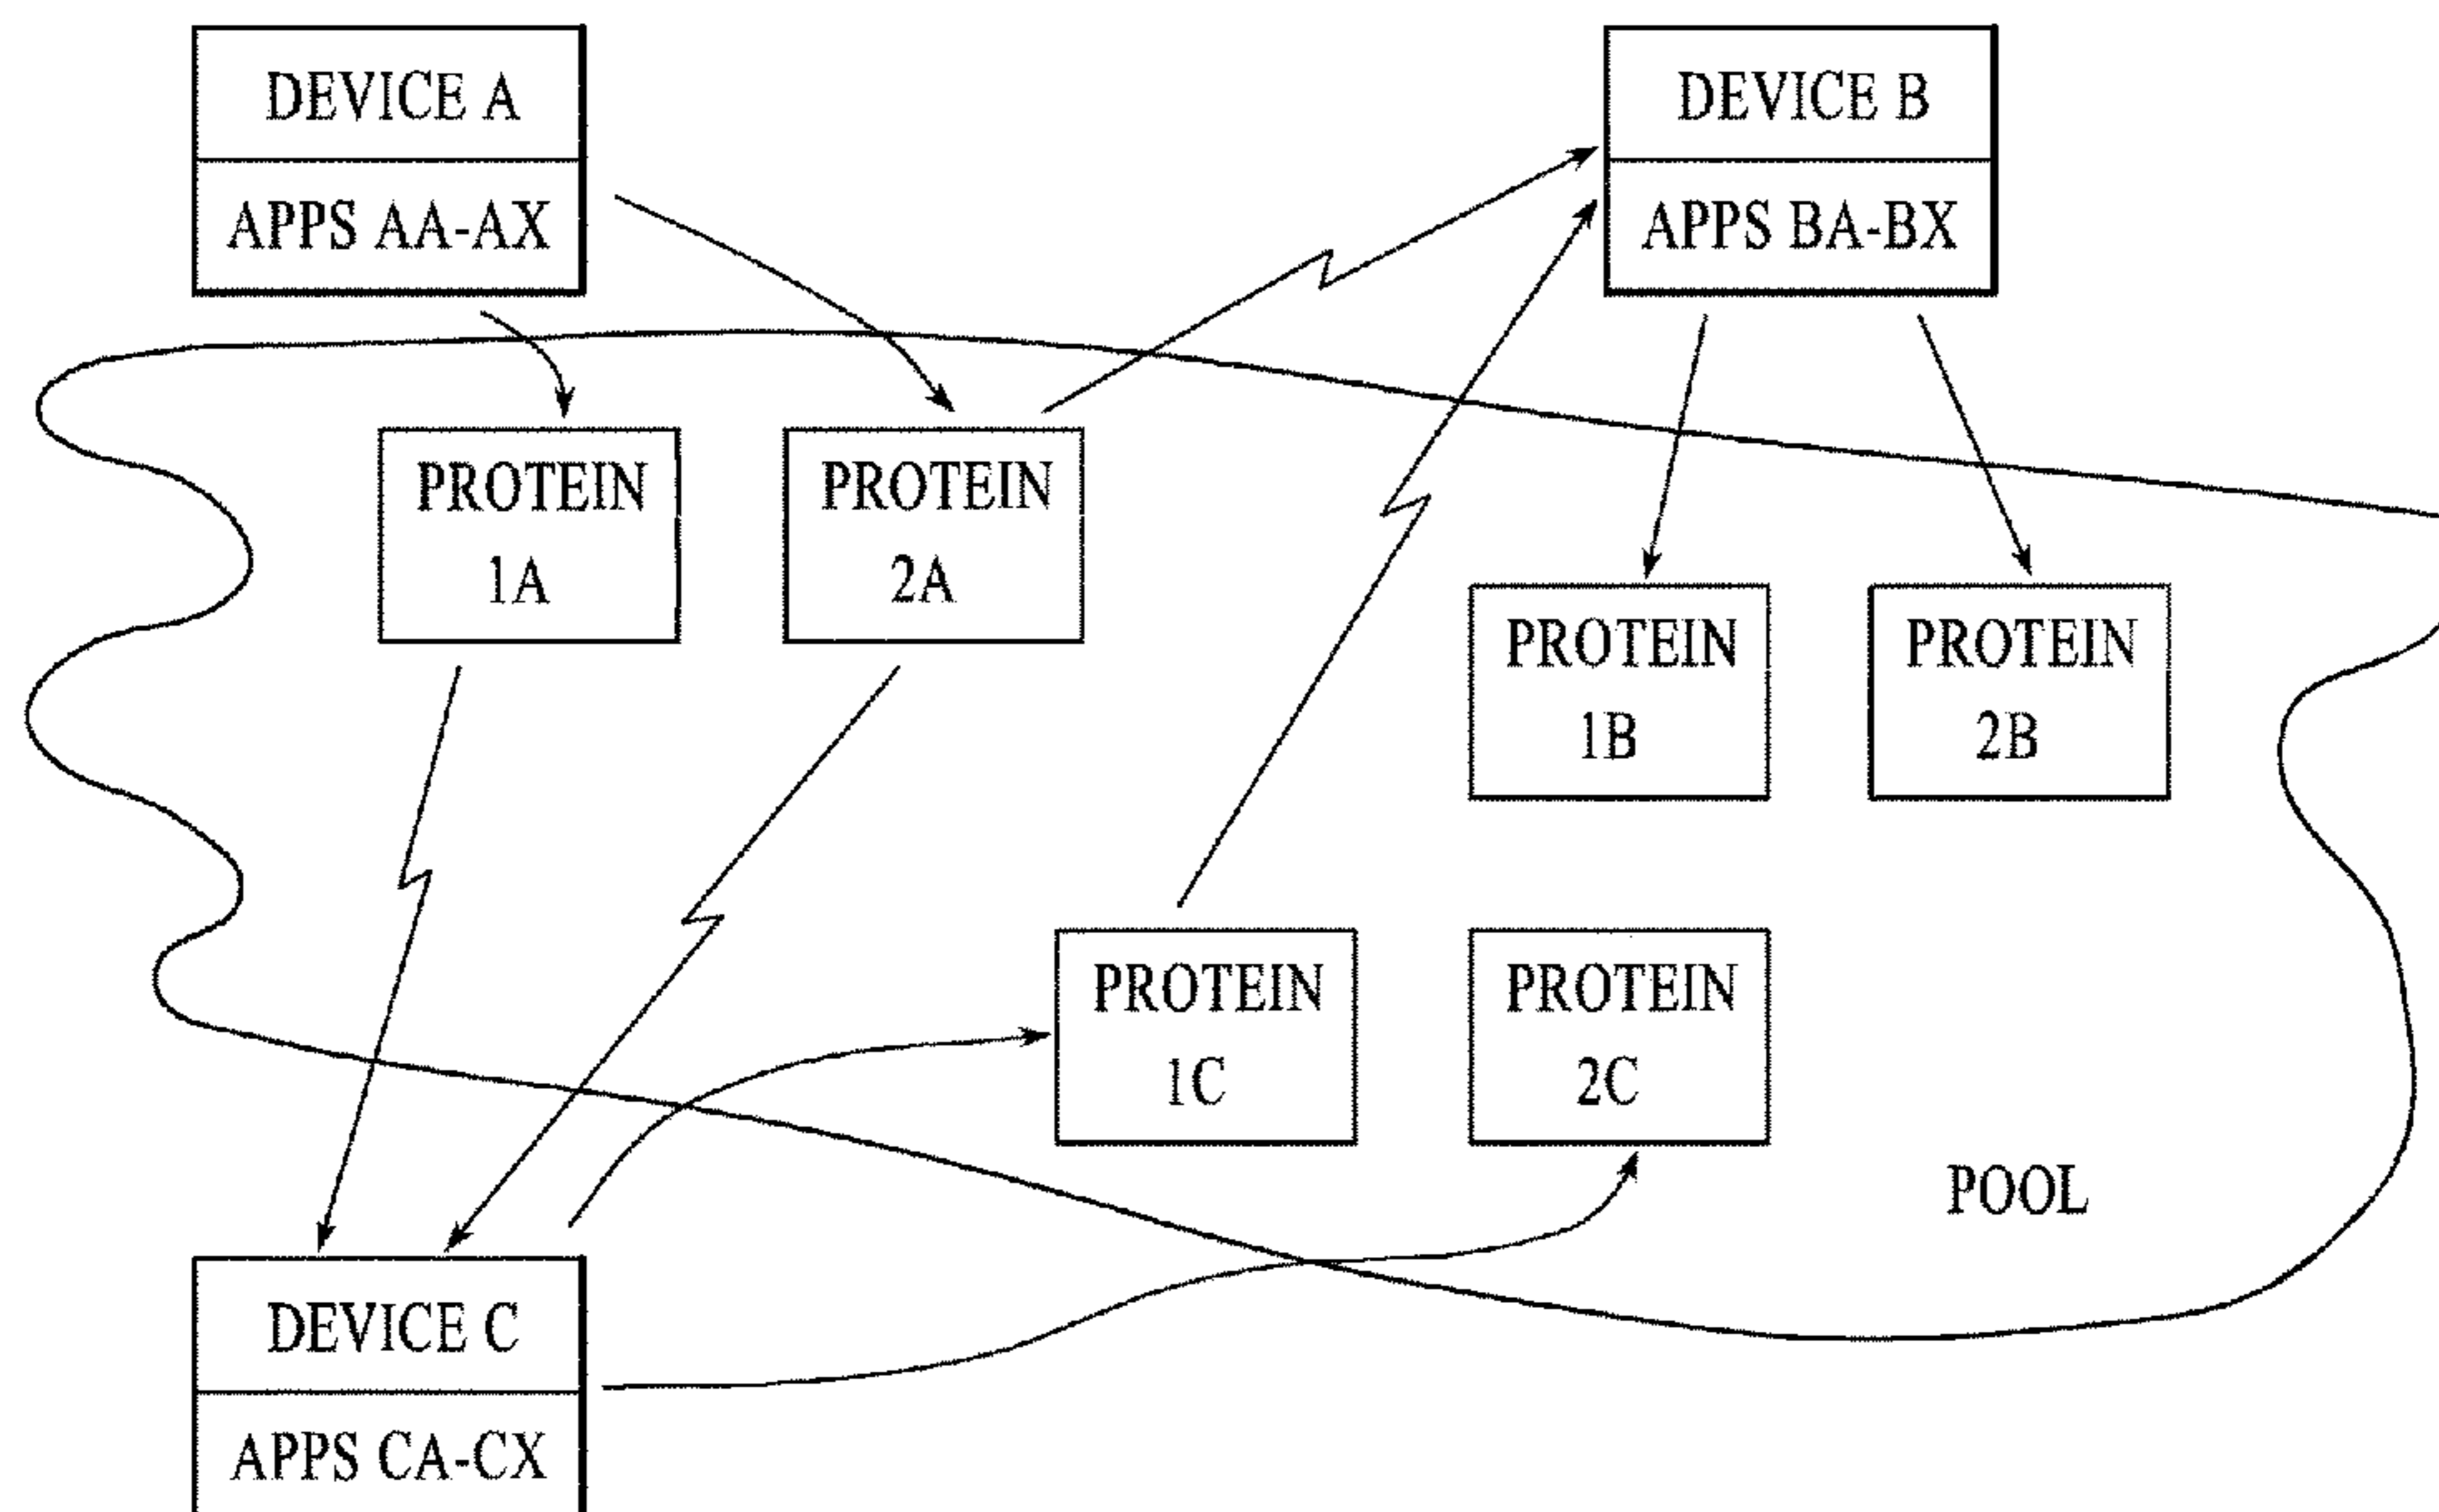 DEVICE A
APPS AA-AX
DEVICE B
APPS BA-BX
PROTEIN
1A
PROTEIN
2A
PROTEIN
1B
PROTEIN
2B
PROTEIN
1C
PROTEIN
2C
POOL
DEVICE C
APPS CA-CX